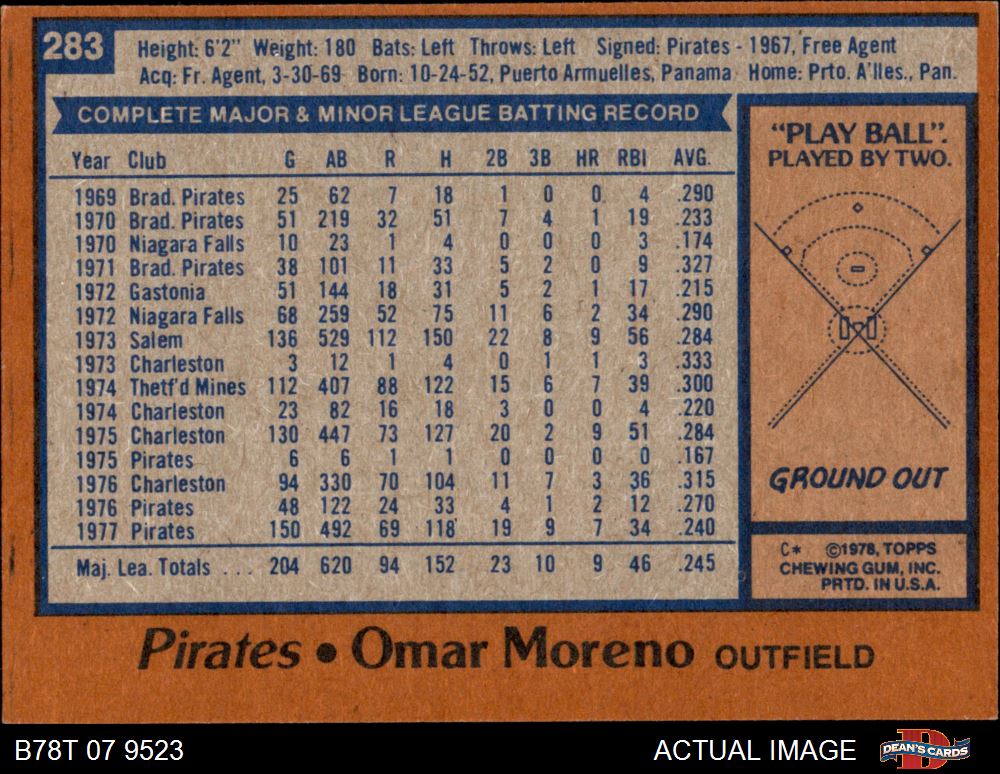 283
Height: 6'2" Weight: 180 Bats: Left Throws: Left Signed: Pirates - 1967, Free Agent
Acq: Fr. Agent, 3-30-69 Born: 10-24-52, Puerto Armuelles, Panama Home: Prto. A'lles., Pan.
COMPLETE MAJOR & MINOR LEAGUE BATTING RECORD
Year Club G AB R H 2B 3B HR RBI AVG.
1969 Brad. Pirates 25 62 7 18 1 0 0 4 .290
1970 Brad. Pirates 51 219 32 51 7 4 1 19 .233
1970 Niagara Falls 10 23 1 4 0 0 0 3 .174
1971 Brad. Pirates 38 101 11 33 5 2 0 9 .327
1972 Gastonia 51 144 18 31 5 2 1 17 .215
1972 Niagara Falls 68 259 52 75 11 6 2 34 .290
1973 Salem 136 529 112 150 22 8 9 56 .284
1973 Charleston 3 12 1 4 0 1 1 3 .333
1974 Thetf'd Mines 112 407 88 122 15 6 7 39 .300
1974 Charleston 23 82 16 18 3 0 0 4 .220
1975 Charleston 130 447 73 127 20 2 9 51 .284
1975 Pirates 6 6 1 1 0 0 0 0 .167
1976 Charleston 94 330 70 104 11 7 3 36 .315
1976 Pirates 48 122 24 33 4 1 2 12 .270
1977 Pirates 150 492 69 118 19 9 7 34 .240
Maj. Lea. Totals . . . 204 620 94 152 23 10 9 46 .245
"PLAY BALL".
PLAYED BY TWO.
GROUND OUT
C* ©1978, TOPPS
CHEWING GUM, INC.
PRTD. IN U.S.A.
Pirates • Omar Moreno OUTFIELD
B78T 07 9523
ACTUAL IMAGE
DEAN'S CARDS